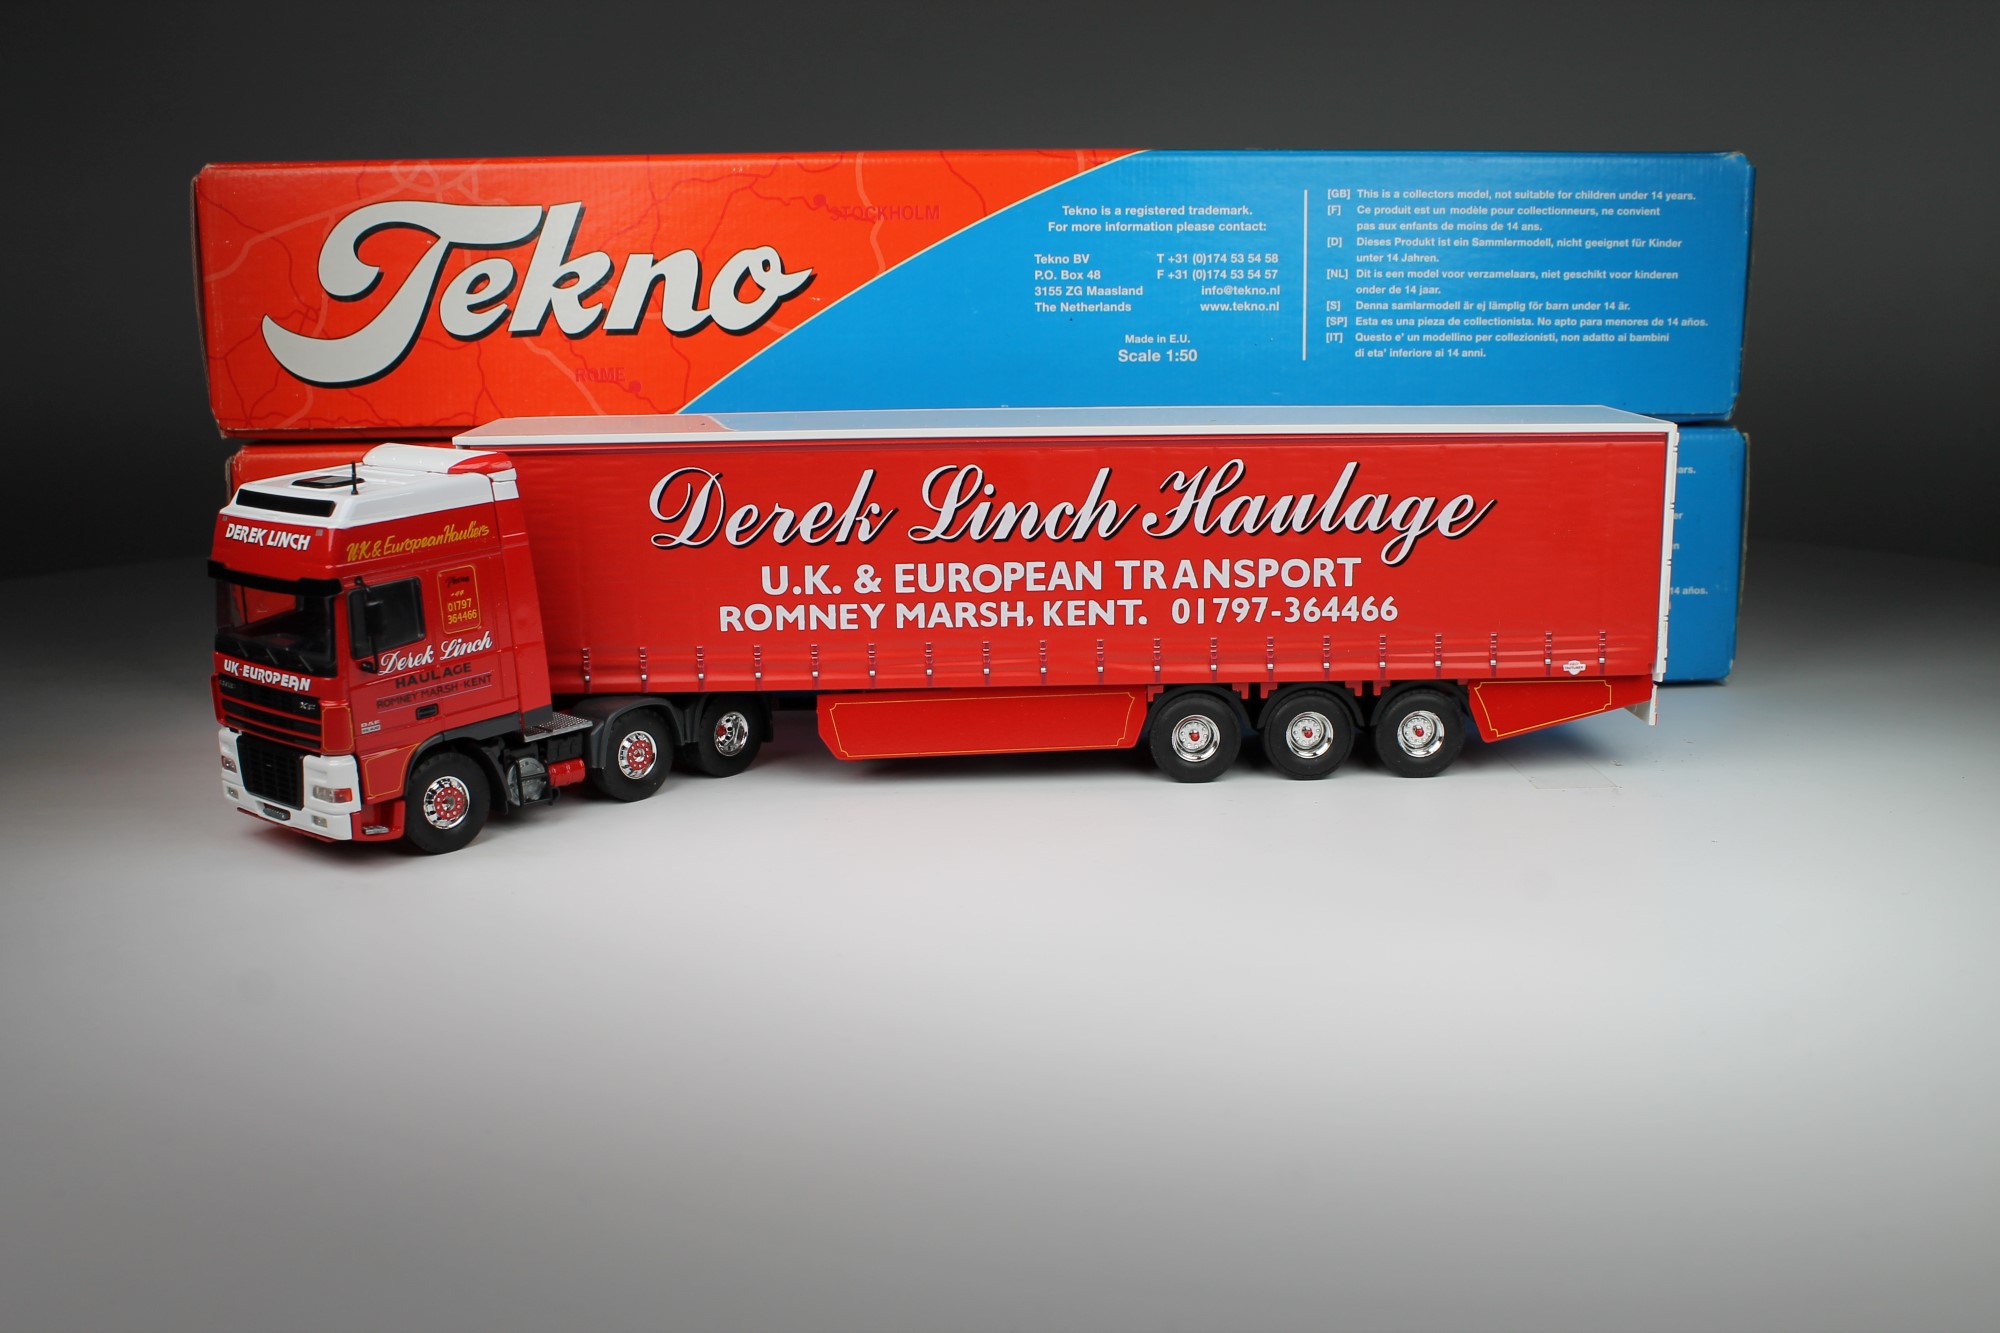 Tekno
STOCKHOLM
ROME
Tekno is a registered trademark.
For more information please contact:
Tekno BV
P.O. Box 48
3155 ZG Maasland
The Netherlands
T +31 (0)174 53 54 58
F +31 (0)174 53 54 57
info@tekno.nl
www.tekno.nl
Made in E.U.
Scale 1:50
[GB] This is a collectors model, not suitable for children under 14 years.
[F] Ce produit est un modèle pour collectionneurs, ne convient
pas aux enfants de moins de 14 ans.
[D] Dieses Produkt ist ein Sammlermodell, nicht geeignet für Kinder
unter 14 Jahren.
[NL] Dit is een model voor verzamelaars, niet geschikt voor kinderen
onder de 14 jaar.
[S] Denna samlarmodell är ej lämplig för barn under 14 år.
[SP] Esta es una pieza de collectionista. No apto para menores de 14 años.
[IT] Questo e' un modellino per collezionisti, non adatto ai bambini
di eta' inferiore ai 14 anni.
ars.
er
n
14 años.
Derek Linch Haulage
U.K. & EUROPEAN TRANSPORT
ROMNEY MARSH, KENT. 01797-364466
DEREK LINCH
U.K & European Hauliers
Phone
01797
364466
Derek Linch
HAULAGE
ROMNEY MARSH·KENT
UK-EUROPEAN
XF
DAF